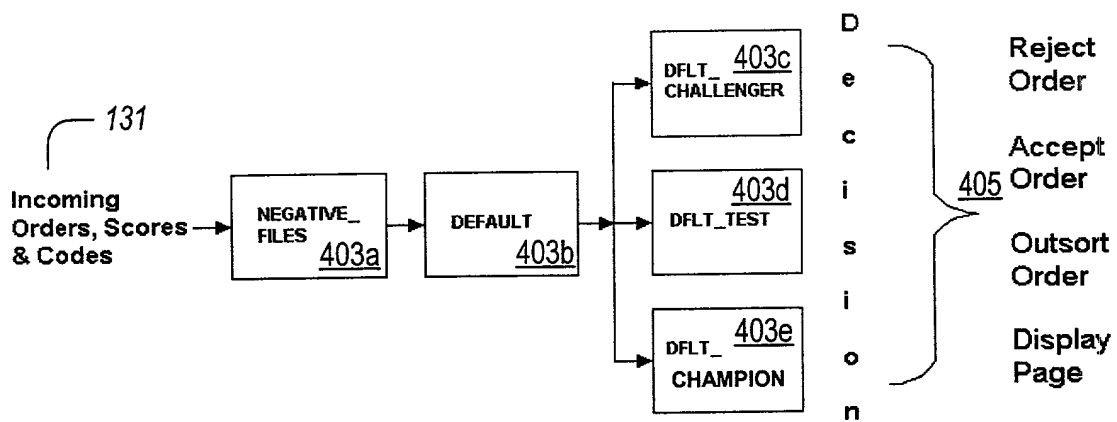 131
Incoming
Orders, Scores
& Codes
NEGATIVE_
FILES
403a
DEFAULT
403b
403c
DFLT_
CHALLENGER
403d
DFLT_TEST
403e
DFLT_
CHAMPION
D
e
c
i
s
i
o
n
405
Reject
Order
Accept
Order
Outsort
Order
Display
Page